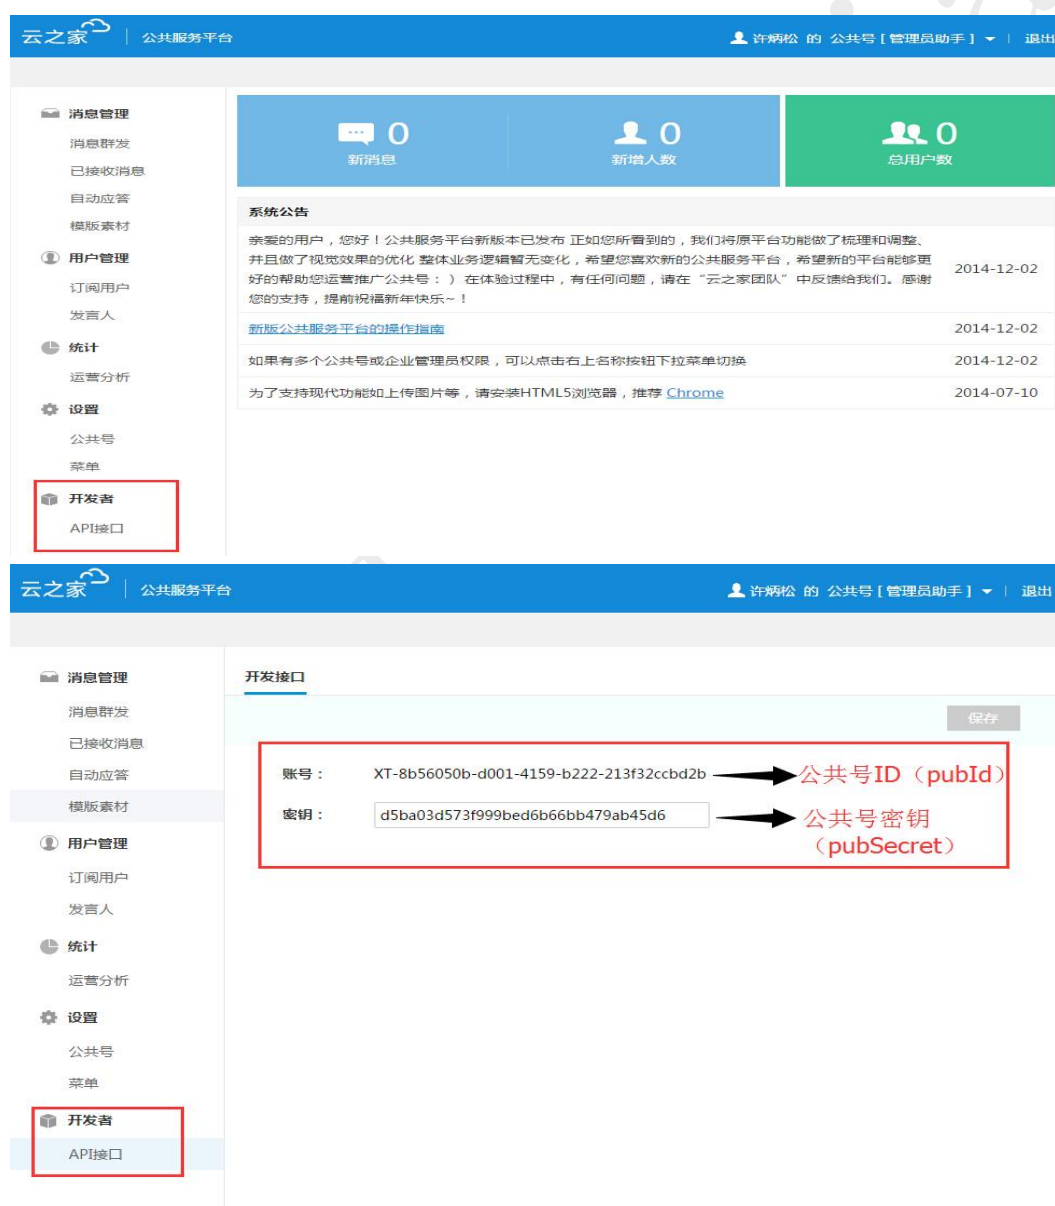 云之家 公共服务平台 许炳松 的 公共号 [ 管理员助手 ] 退出
消息管理
消息群发
已接收消息
自动应答
模版素材
用户管理
订阅用户
发言人
统计
运营分析
设置
公共号
菜单
开发者
API接口
0
新消息
0
新增人数
0
总用户数
系统公告
亲爱的用户，您好！公共服务平台新版本已发布 正如您所看到的，我们将原平台功能做了梳理和调整、
并且做了视觉效果的优化 整体业务逻辑暂无变化，希望您喜欢新的公共服务平台，希望新的平台能够更
好的帮助您运营推广公共号：）在体验过程中，有任何问题，请在“云之家团队”中反馈给我们。感谢
您的支持，提前祝福新年快乐~！
2014-12-02
新版公共服务平台的操作指南 2014-12-02
如果有多个公共号或企业管理员权限，可以点击右上名称按钮下拉菜单切换 2014-12-02
为了支持现代功能如上传图片等，请安装HTML5浏览器，推荐 Chrome 2014-07-10
云之家 公共服务平台 许炳松 的 公共号 [ 管理员助手 ] 退出
消息管理
消息群发
已接收消息
自动应答
模版素材
用户管理
订阅用户
发言人
统计
运营分析
设置
公共号
菜单
开发者
API接口
开发接口
保存
账号： XT-8b56050b-d001-4159-b222-213f32ccbd2b 公共号ID（pubId）
密钥： d5ba03d573f999bed6b66bb479ab45d6 公共号密钥
（pubSecret）